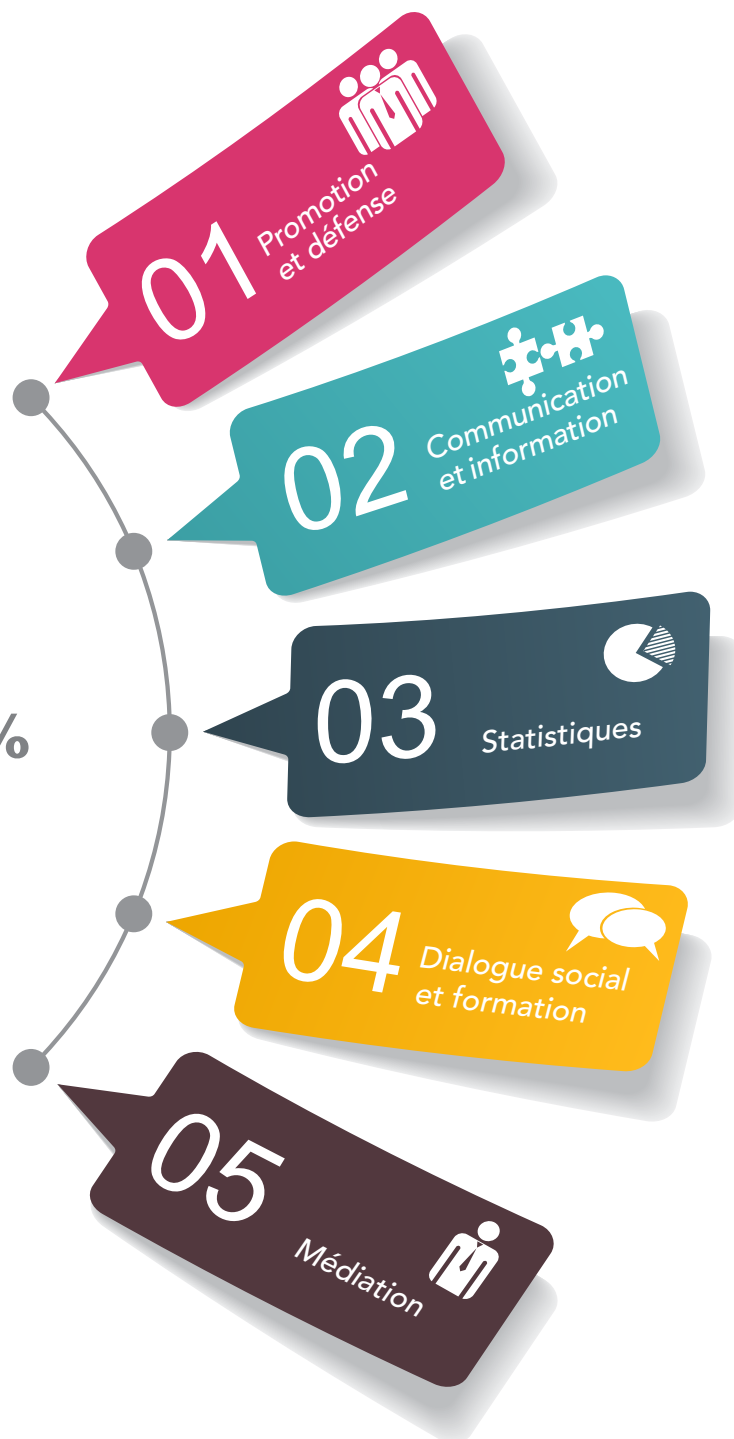 01
Promotion
et défense
02
Communication
et information
03
Statistiques
%
04
Dialogue social
et formation
05
Médiation